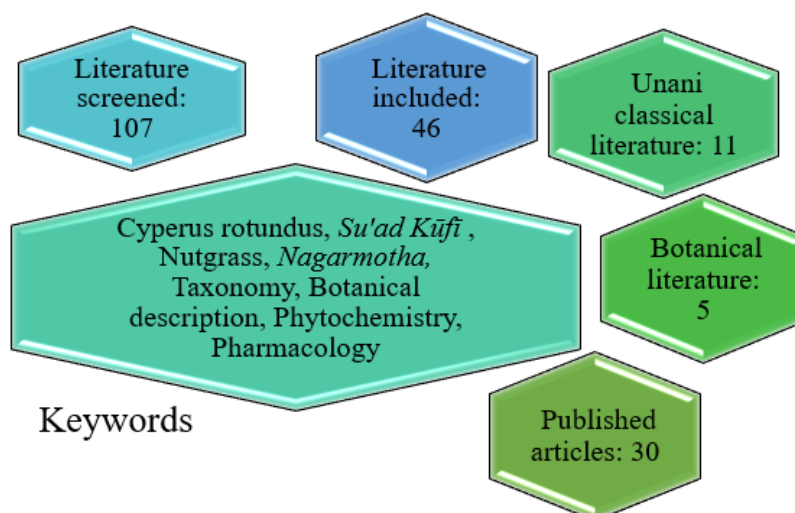 Literature
screened:
107
Literature
included:
46
Unani
classical
literature: 11
Cyperus rotundus, Su'ad Kūfī ,
Nutgrass, Nagarmotha,
Taxonomy, Botanical
description, Phytochemistry,
Pharmacology
Botanical
literature:
5
Keywords
Published
articles: 30